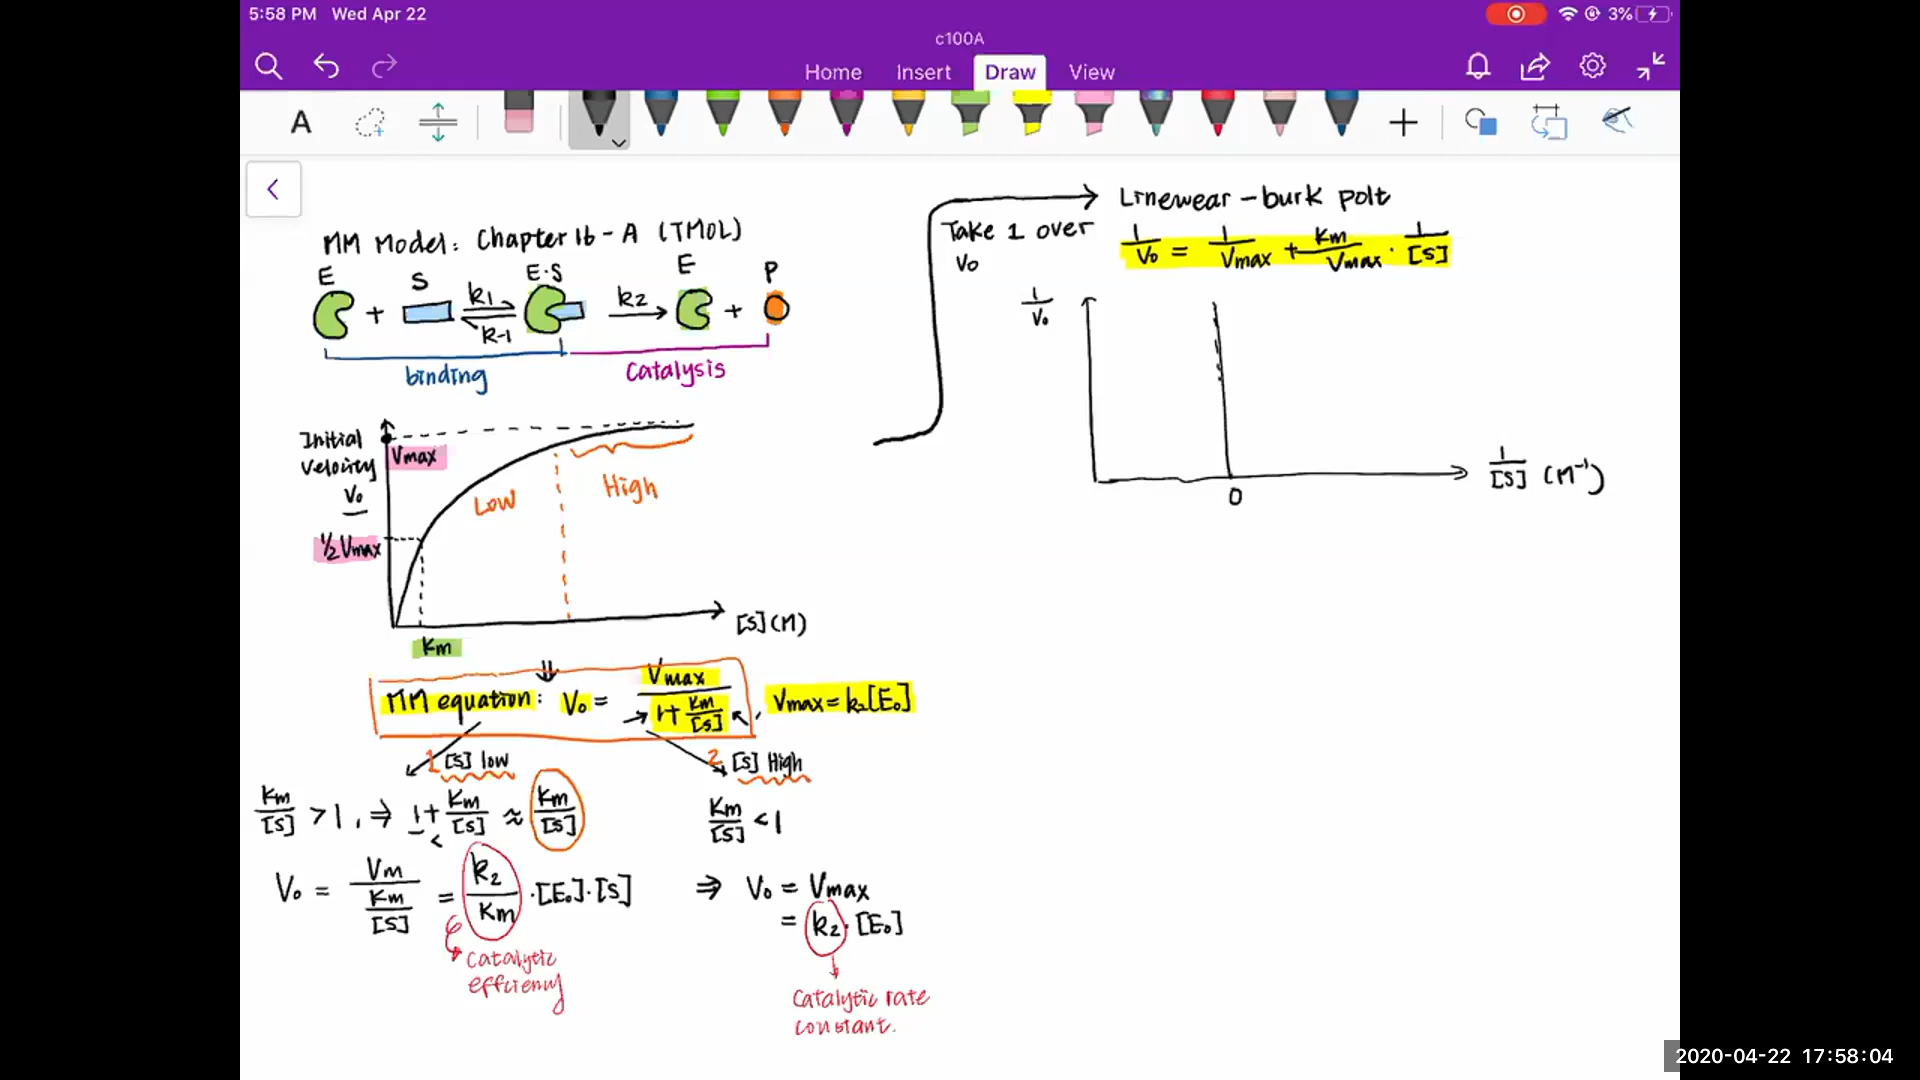 5:58 PM Wed Apr 22
3%
c100A
Home Insert Draw View
A
MM Model: Chapter 16-A (TMOL)
E
S
E·S
E
P
+
k1
k-1
k2
+
binding
Catalysis
Initial
velocity
V₀
Vmax
1/2 Vmax
Low
High
Km
[S](M)
MM equation: V₀ = Vmax / (1 + Km/[S]) , Vmax = k₂[E₀]
1 [S] low
2 [S] High
Km/[S] > 1, ⇒ 1 + Km/[S] ≈ Km/[S]
<
V₀ = Vm / (Km/[S]) = k₂/Km · [E₀]·[S]
Catalytic
efficieny
Km/[S] < 1
⇒ V₀ = Vmax
= k₂ · [E₀]
Catalytic rate
constant.
Take 1 over
V₀
Linewear-burk polt
1/V₀ = 1/Vmax + Km/Vmax · 1/[S]
1/V₀
0
1/[S] (M⁻¹)
2020-04-22 17:58:04